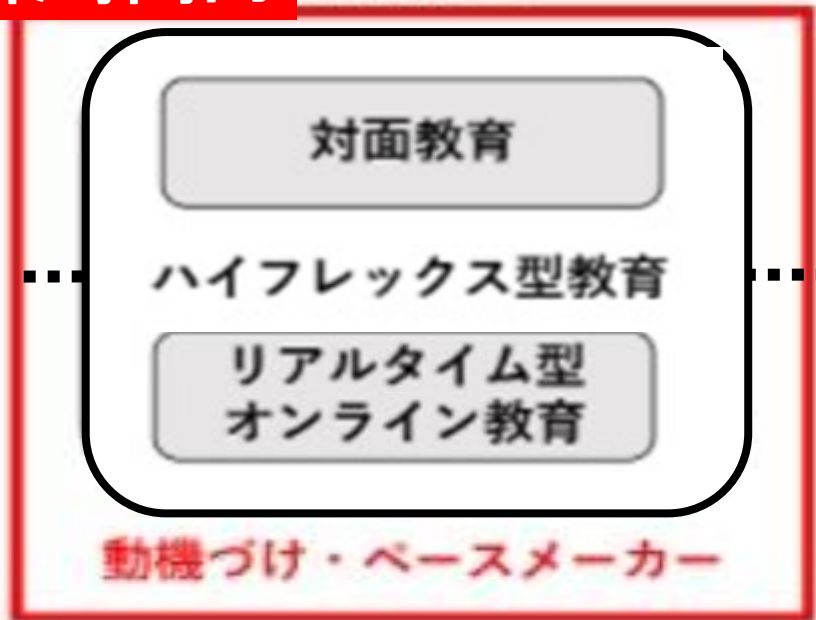 対面教育
ハイフレックス型教育
リアルタイム型
オンライン教育
動機づけ・ペースメーカー